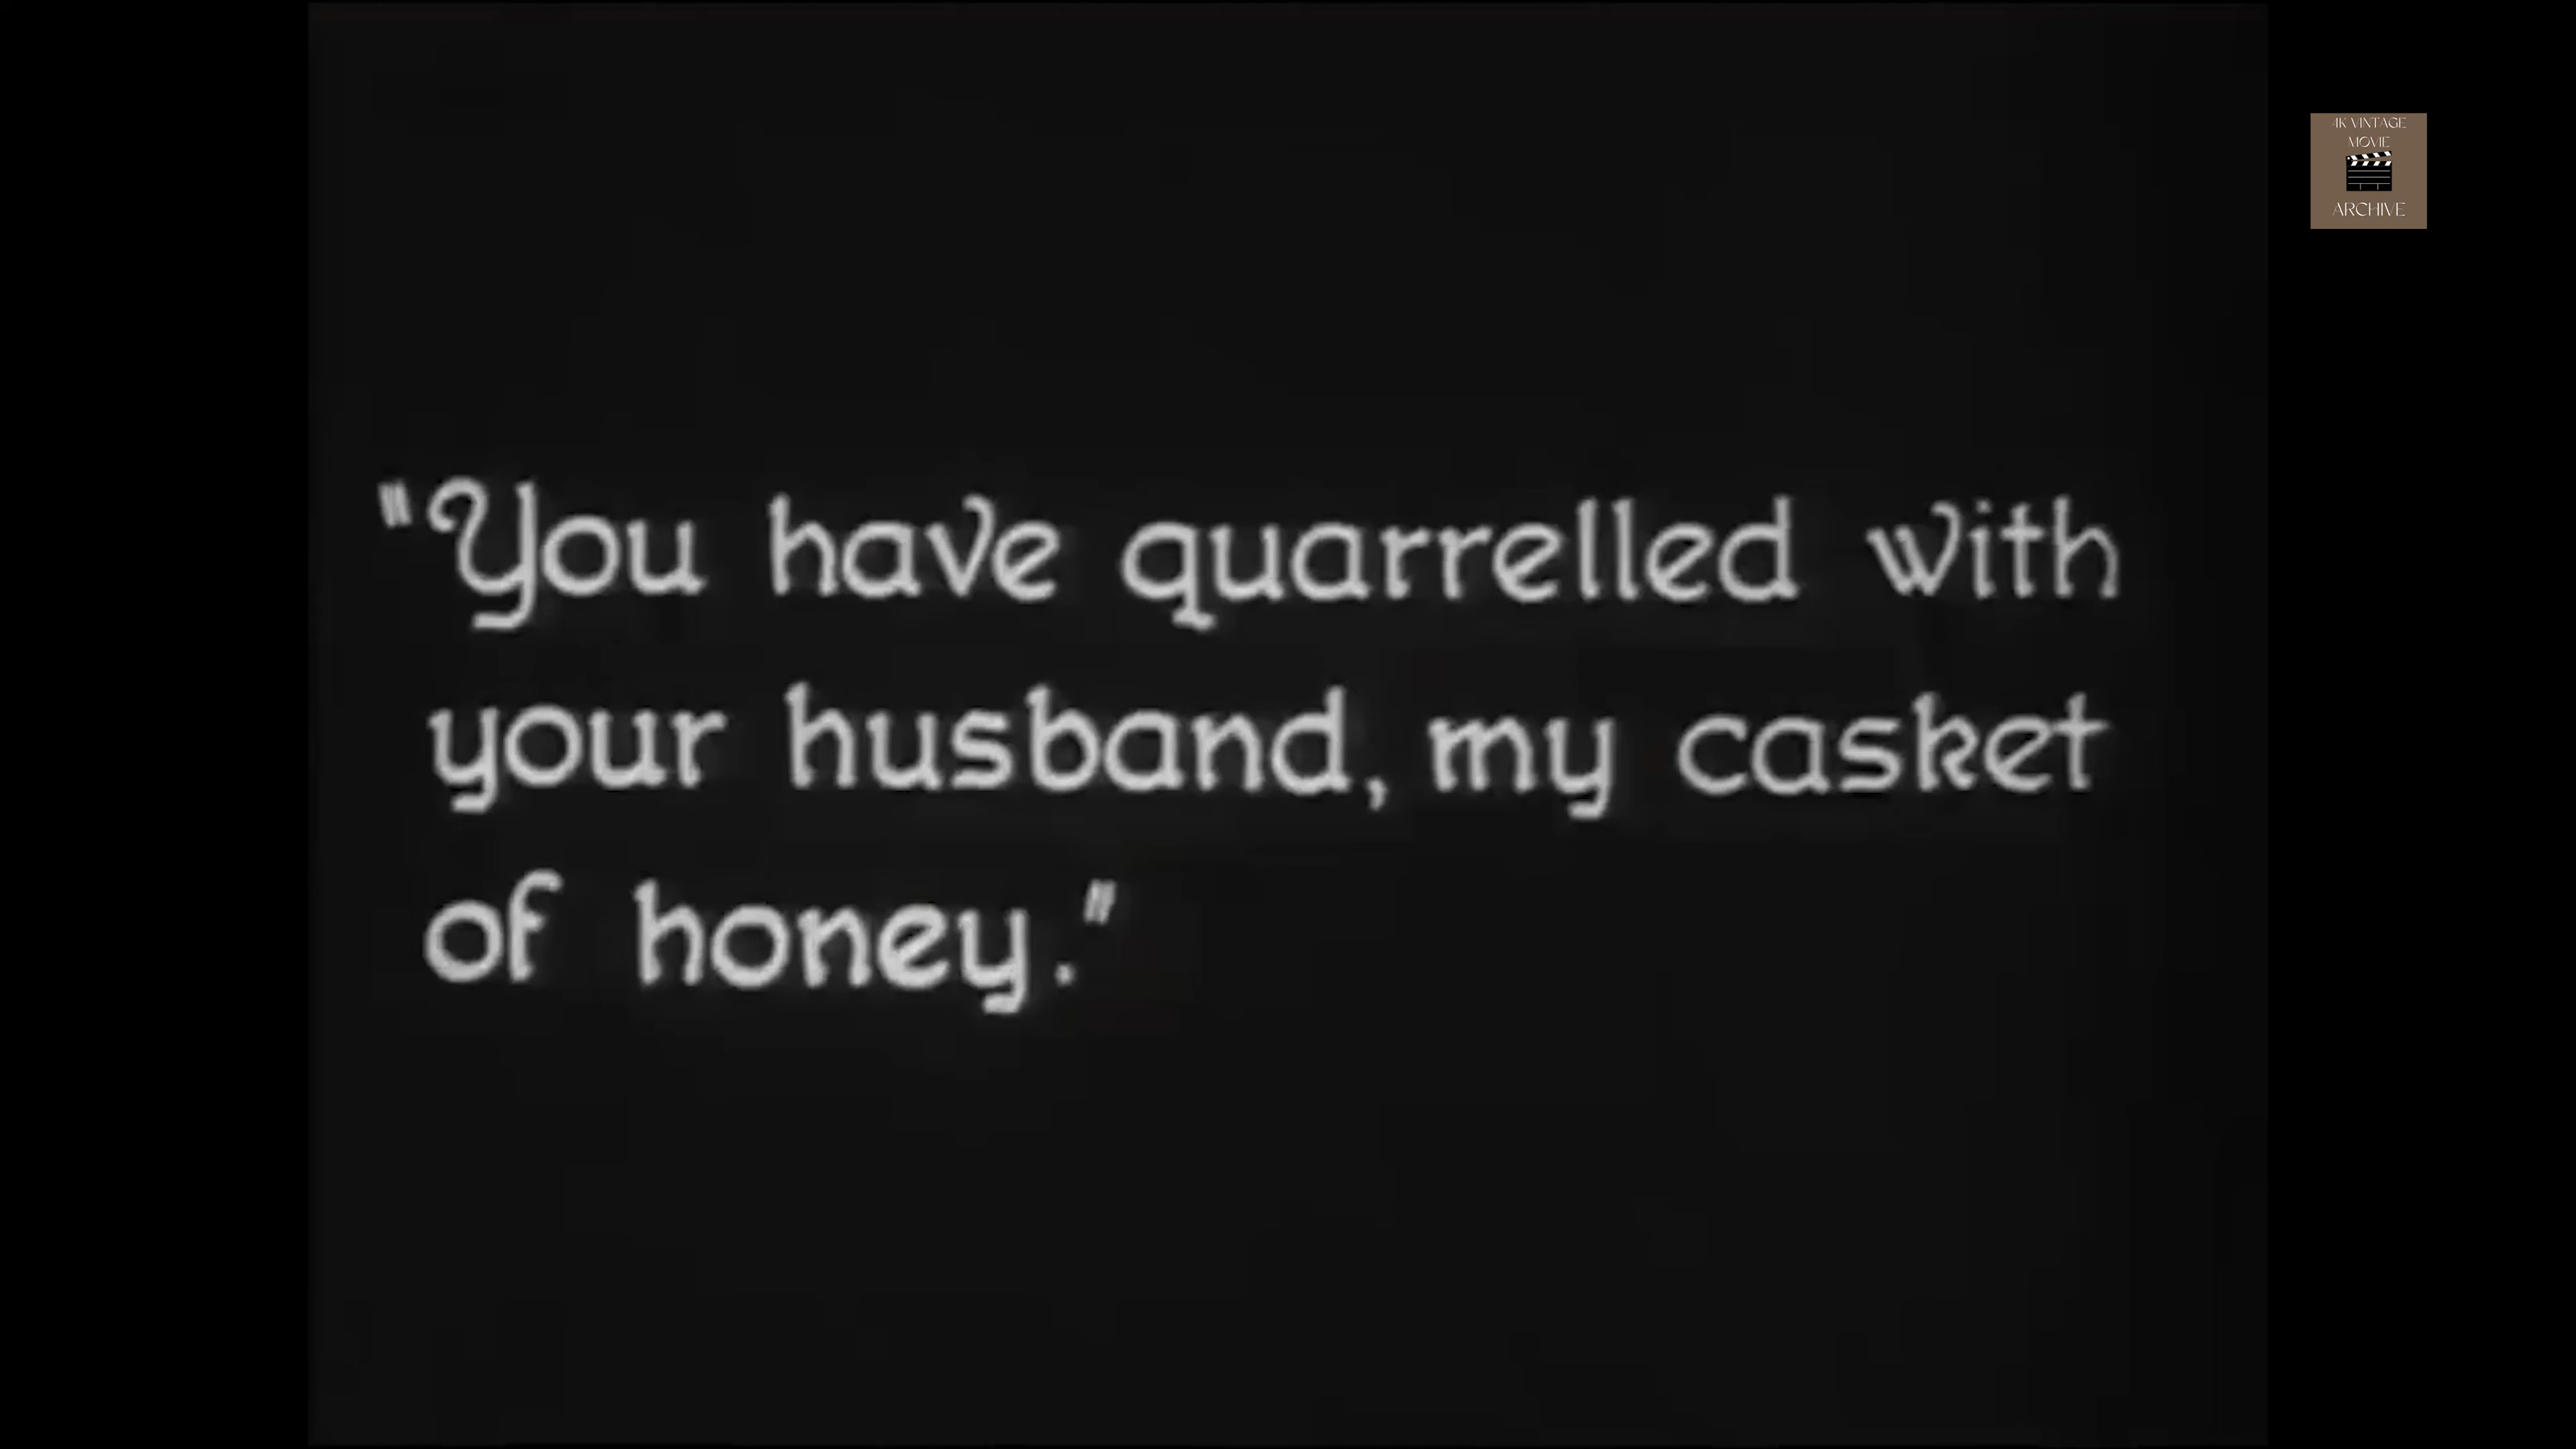 4K VINTAGE
MOVIE
ARCHIVE
"You have quarrelled with
your husband, my casket
of honey."